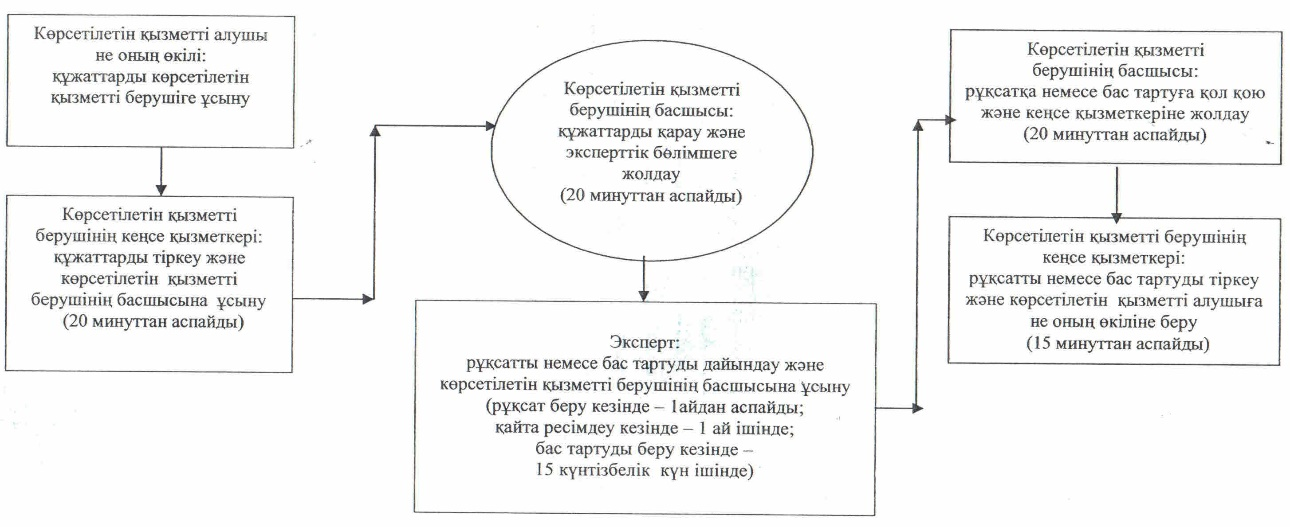 Көрсетілетін қызметті алушы
не оның өкілі:
құжаттарды көрсетілетін
қызметті берушіге ұсыну
Көрсетілетін қызметті
берушінің кеңсе қызметкері:
құжаттарды тіркеу және
көрсетілетін қызметті
берушінің басшысына ұсыну
(20 минуттан аспайды)
Көрсетілетін қызметті
берушінің басшысы:
құжаттарды қарау және
эксперттік бөлімшеге
жолдау
(20 минуттан аспайды)
Эксперт:
рұқсатты немесе бас тартуды дайындау және
көрсетілетін қызметті берушінің басшысына ұсыну
(рұқсат беру кезінде – 1айдан аспайды;
қайта ресімдеу кезінде – 1 ай ішінде;
бас тартуды беру кезінде –
15 күнтізбелік күн ішінде)
Көрсетілетін қызметті
берушінің басшысы:
рұқсатқа немесе бас тартуға қол қою
және кеңсе қызметкеріне жолдау
(20 минуттан аспайды)
Көрсетілетін қызметті берушінің
кеңсе қызметкері:
рұқсатты немесе бас тартуды тіркеу
және көрсетілетін қызметті алушыға
не оның өкіліне беру
(15 минуттан аспайды)